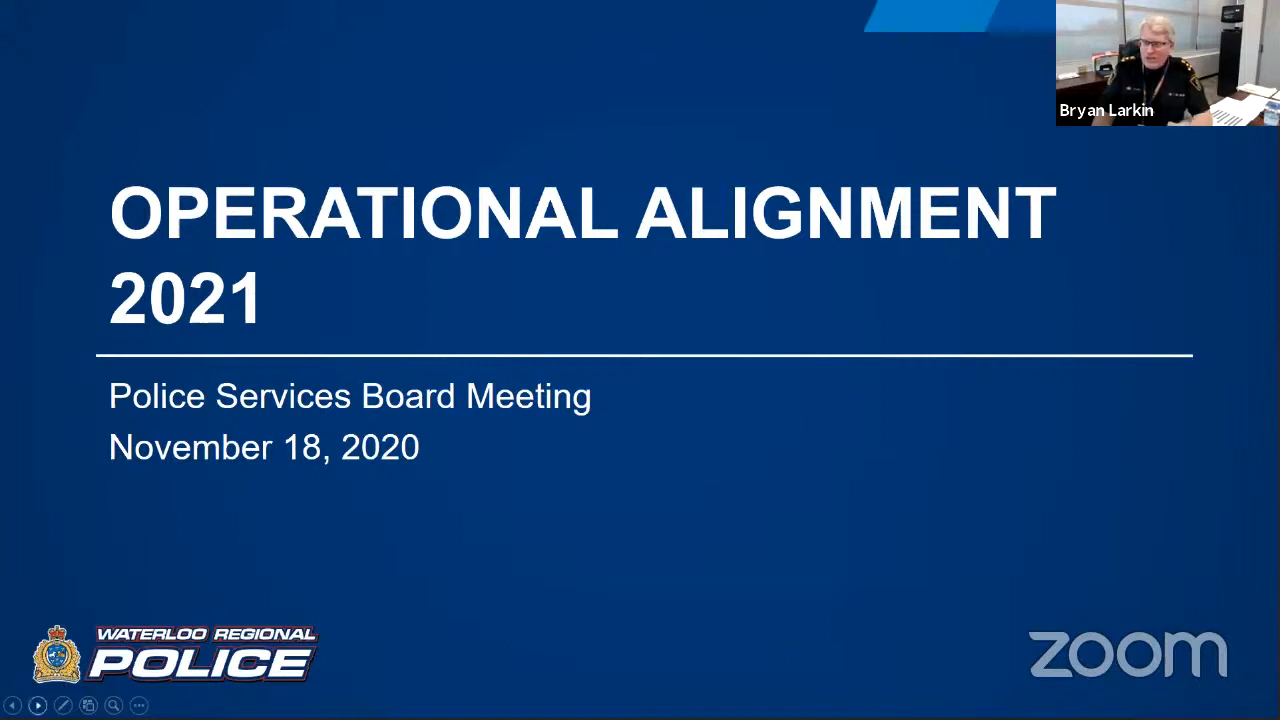 Bryan Larkin
OPERATIONAL ALIGNMENT
2021
Police Services Board Meeting
November 18, 2020
WATERLOO REGIONAL
POLICE
zoom